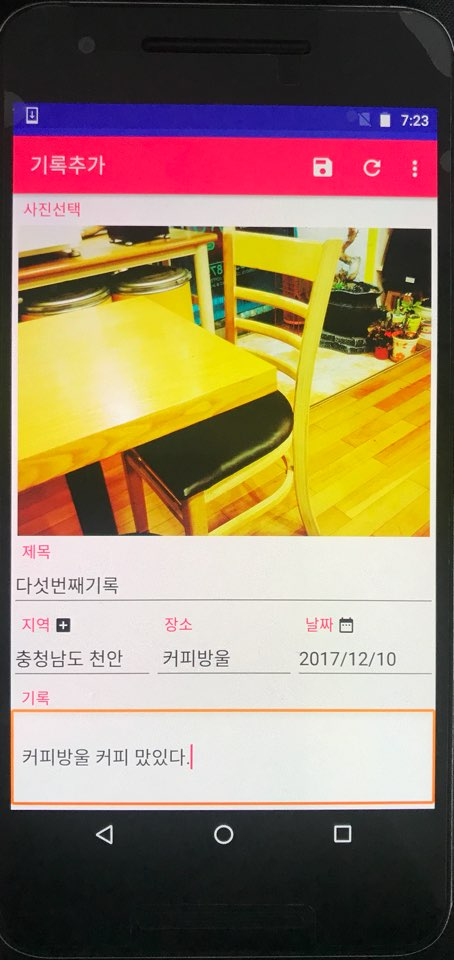 7:23
기록추가
사진선택
제목
다섯번째기록
지역 장소 날짜
충청남도 천안 커피방울 2017/12/10
기록
커피방울 커피 맜있다.